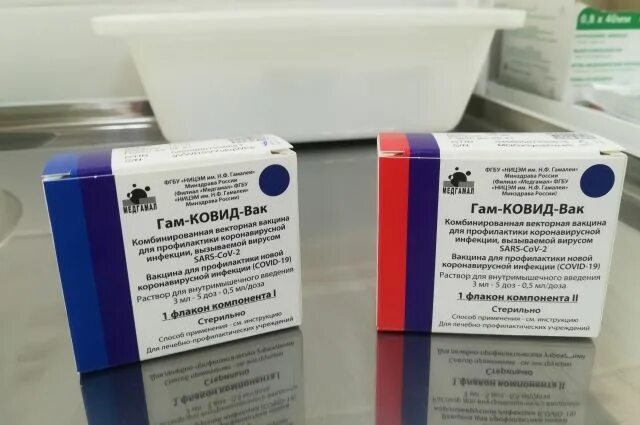 0,8 x 40мм
ФГБУ «НИЦЭМ им. Н.Ф. Гамалеи»
Минздрава России
(Филиал «Медгамал» ФГБУ
«НИЦЭМ им. Н.Ф. Гамалеи»
Минздрава России)
МЕДГАМАЛ
Гам-КОВИД-Вак
Комбинированная векторная вакцина
для профилактики коронавирусной
инфекции, вызываемой вирусом
SARS-CoV-2
Вакцина для профилактики новой
коронавирусной инфекции (COVID-19)
Раствор для внутримышечного введения
3 мл - 5 доз - 0,5 мл/доза
1 флакон компонента I
Стерильно
Способ применения - см. инструкцию
Для лечебно-профилактических учреждений
ФГБУ «НИЦЭМ им. Н.Ф. Гамалеи»
Минздрава России
(Филиал «Медгамал» ФГБУ
«НИЦЭМ им. Н.Ф. Гамалеи»
Минздрава России)
МЕДГАМАЛ
Гам-КОВИД-Вак
Комбинированная векторная вакцина
для профилактики коронавирусной
инфекции, вызываемой вирусом
SARS-CoV-2
Вакцина для профилактики новой
коронавирусной инфекции (COVID-19)
Раствор для внутримышечного введения
3 мл - 5 доз - 0,5 мл/доза
1 флакон компонента II
Стерильно
Способ применения - см. инструкцию
Для лечебно-профилактических учреждений